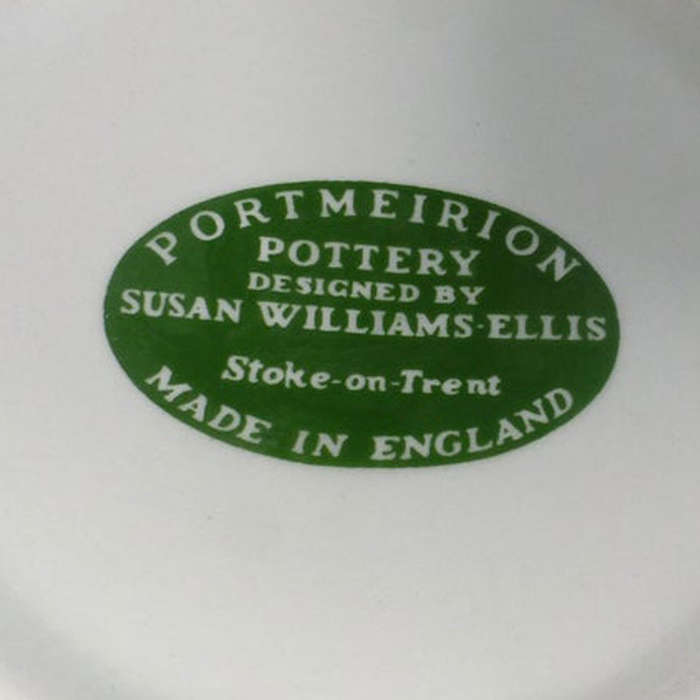 PORTMEIRION
POTTERY
DESIGNED BY
SUSAN WILLIAMS-ELLIS
Stoke-on-Trent
MADE IN ENGLAND